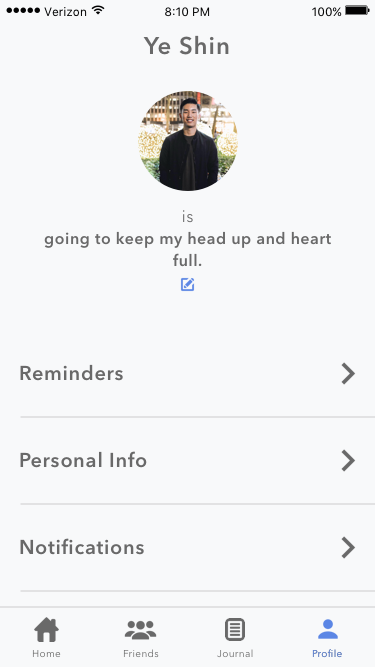 Verizon 8:10 PM 100%
Ye Shin
is
going to keep my head up and heart
full.
Reminders
Personal Info
Notifications
Home Friends Journal Profile